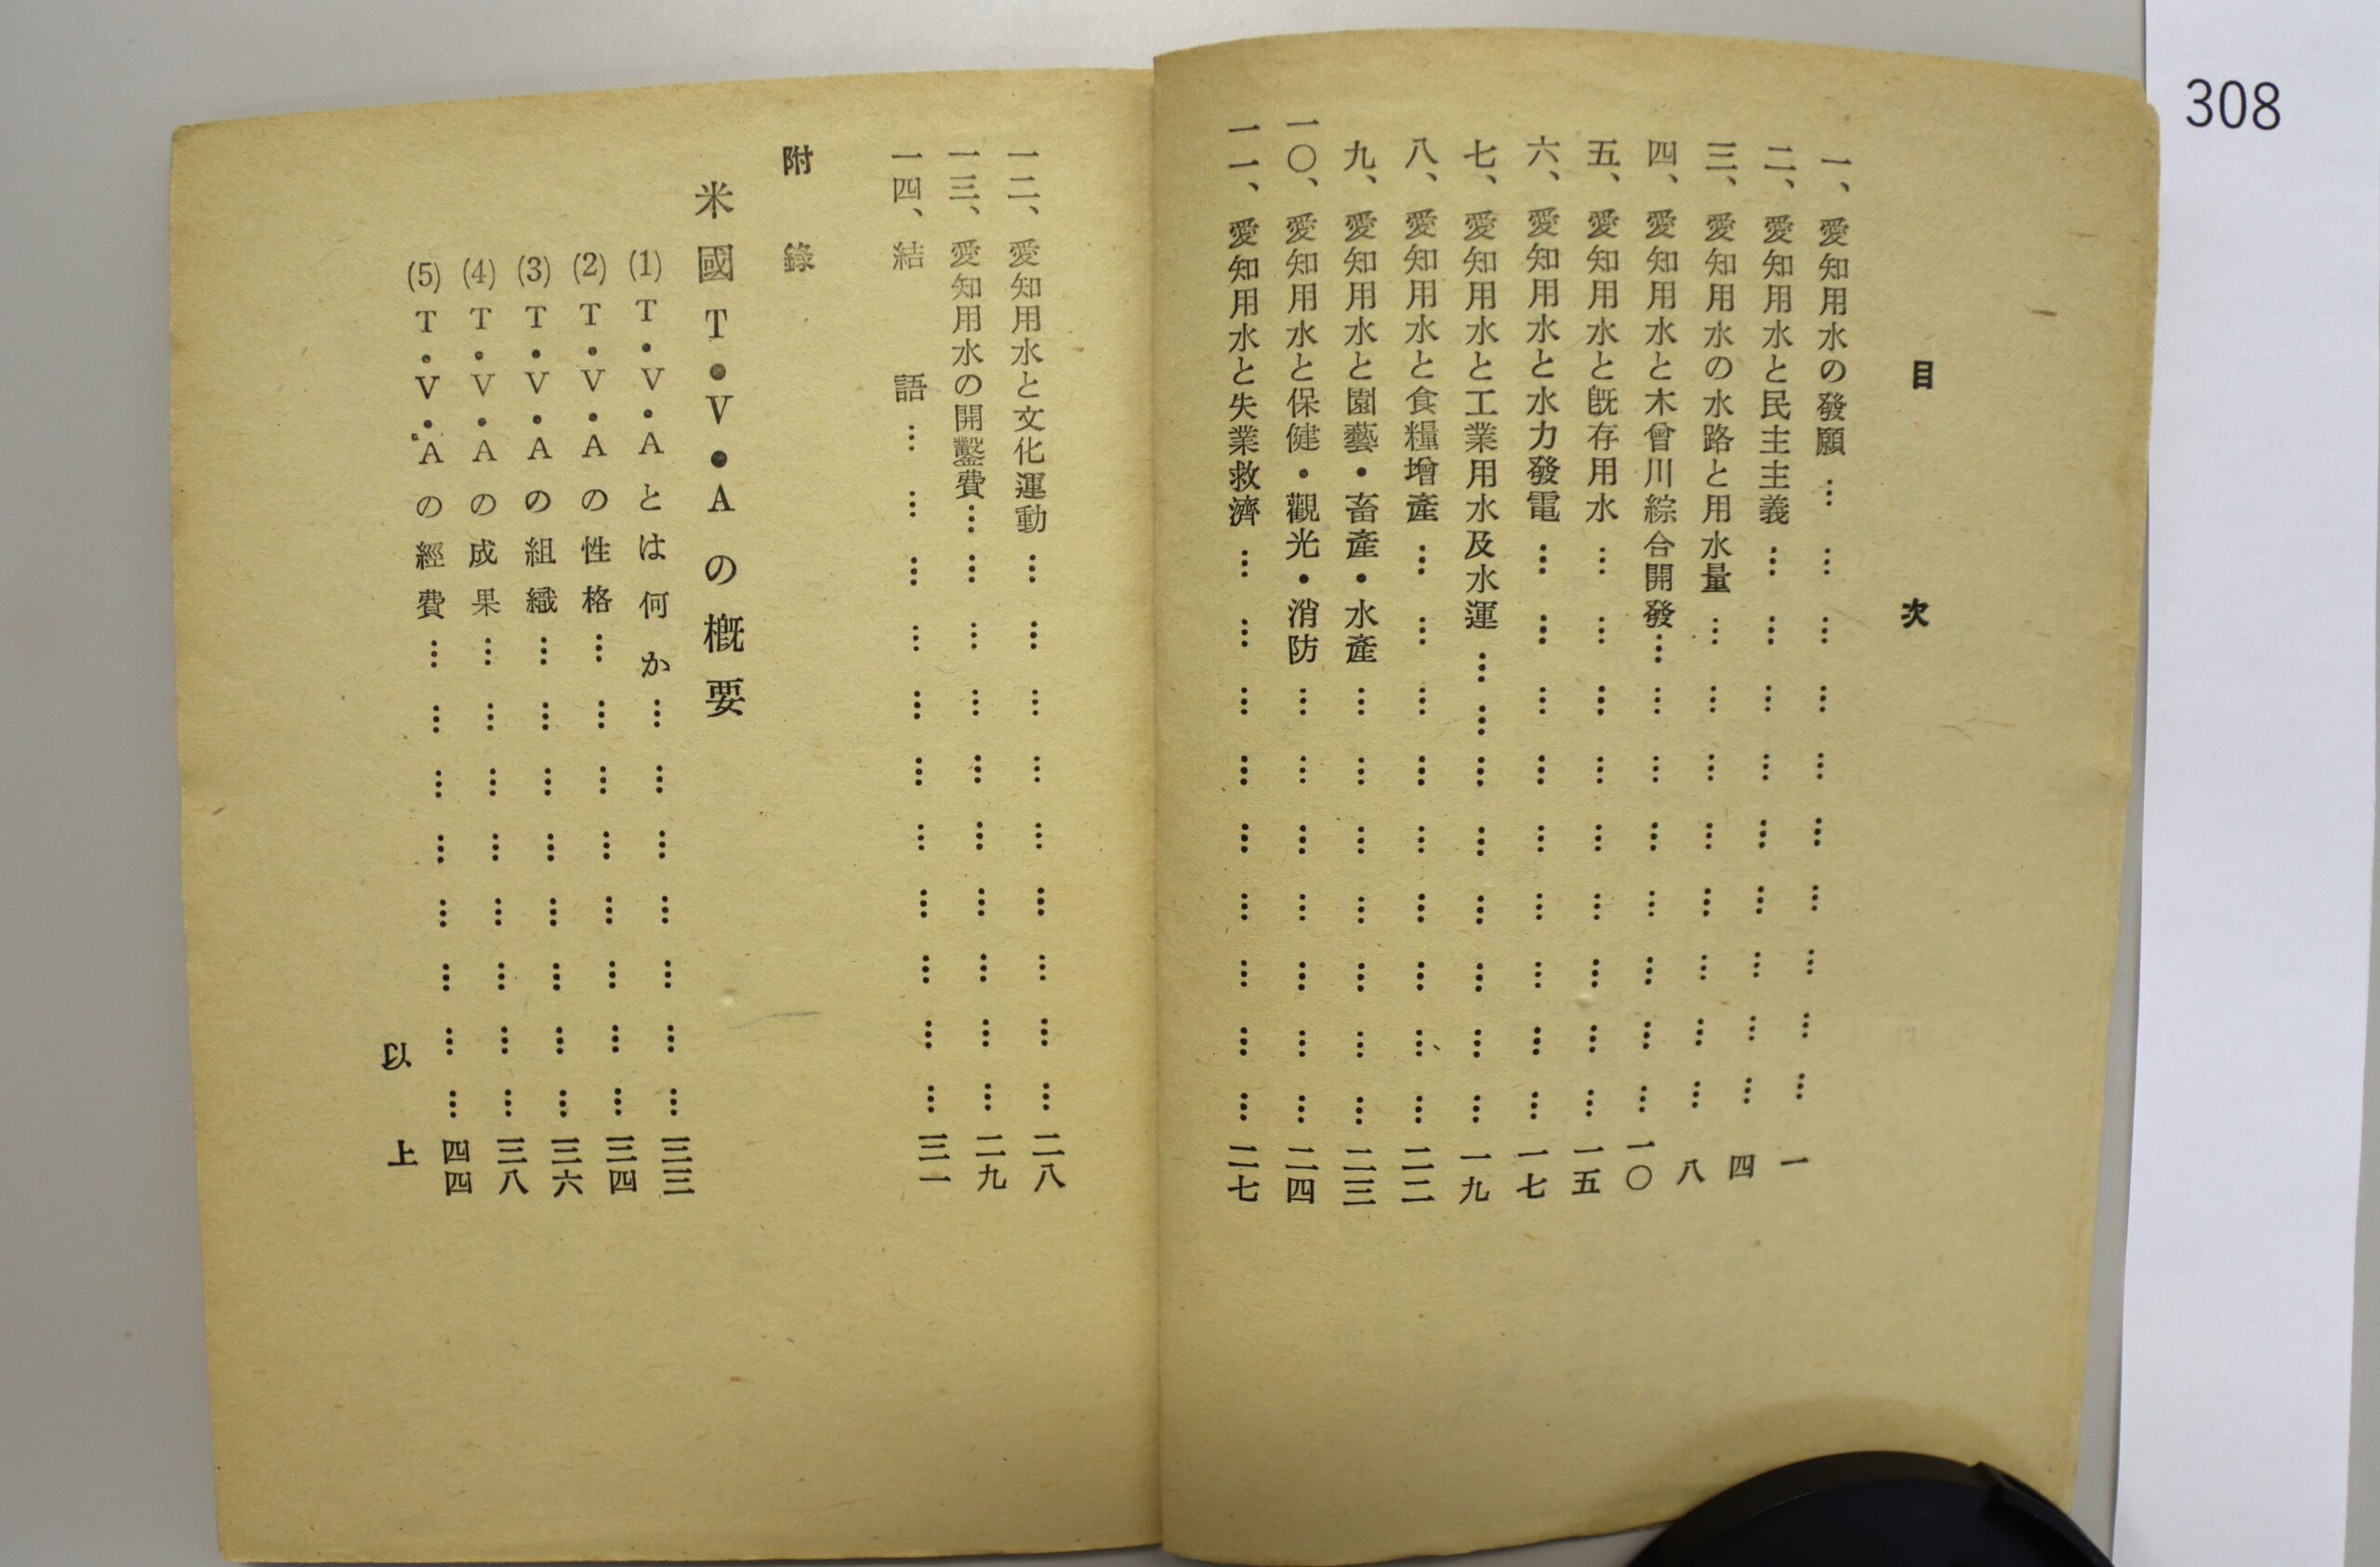 308
目次
一、愛知用水の發願……………………………一
二、愛知用水と民主主義……………………………四
三、愛知用水の水路と用水量……………………………八
四、愛知用水と木曾川綜合開發……………………………一〇
五、愛知用水と既存用水……………………………一五
六、愛知用水と水力發電……………………………一七
七、愛知用水と工業用水及水運……………………………一九
八、愛知用水と食糧增產……………………………二二
九、愛知用水と園藝・畜產・水產……………………………二三
一〇、愛知用水と保健・觀光・消防……………………………二四
一一、愛知用水と失業救濟……………………………二七
一二、愛知用水と文化運動……………………………二八
一三、愛知用水の開鑿費……………………………二九
一四、結語……………………………三一
附錄
米國T・V・Aの概要
(1) T・V・Aとは何か……………………………三三
(2) T・V・Aの性格……………………………三四
(3) T・V・Aの組織……………………………三六
(4) T・V・Aの成果……………………………三八
(5) T・V・Aの經費……………………………四四
以上